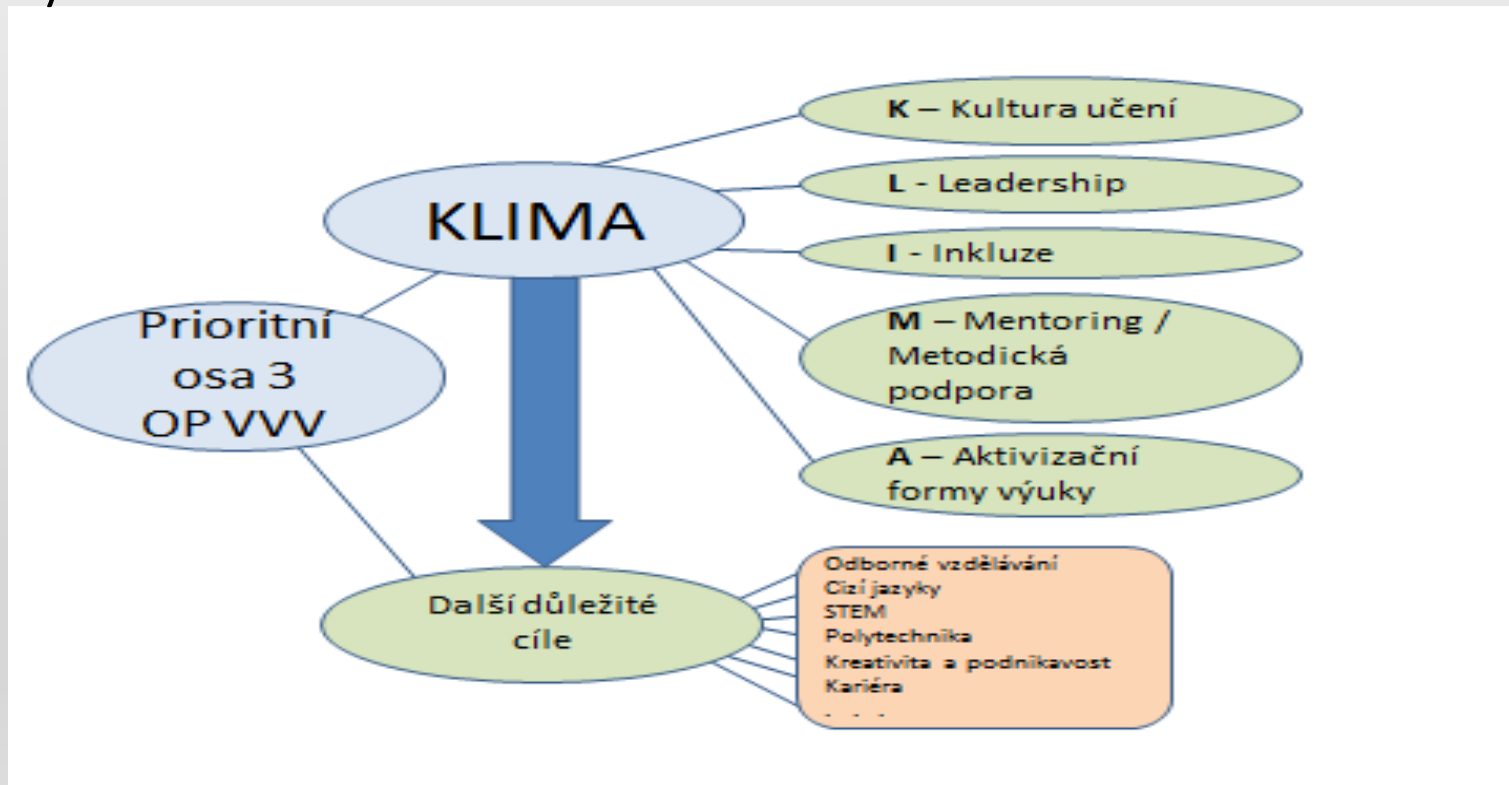 KLIMA
K – Kultura učení
L - Leadership
I - Inkluze
M – Mentoring /
Metodická
podpora
A – Aktivizační
formy výuky
Prioritní
osa 3
OP VVV
Další důležité
cíle
Odborné vzdělávání
Cizí jazyky
STEM
Polytechnika
Kreativita a podnikavost
Kariéra